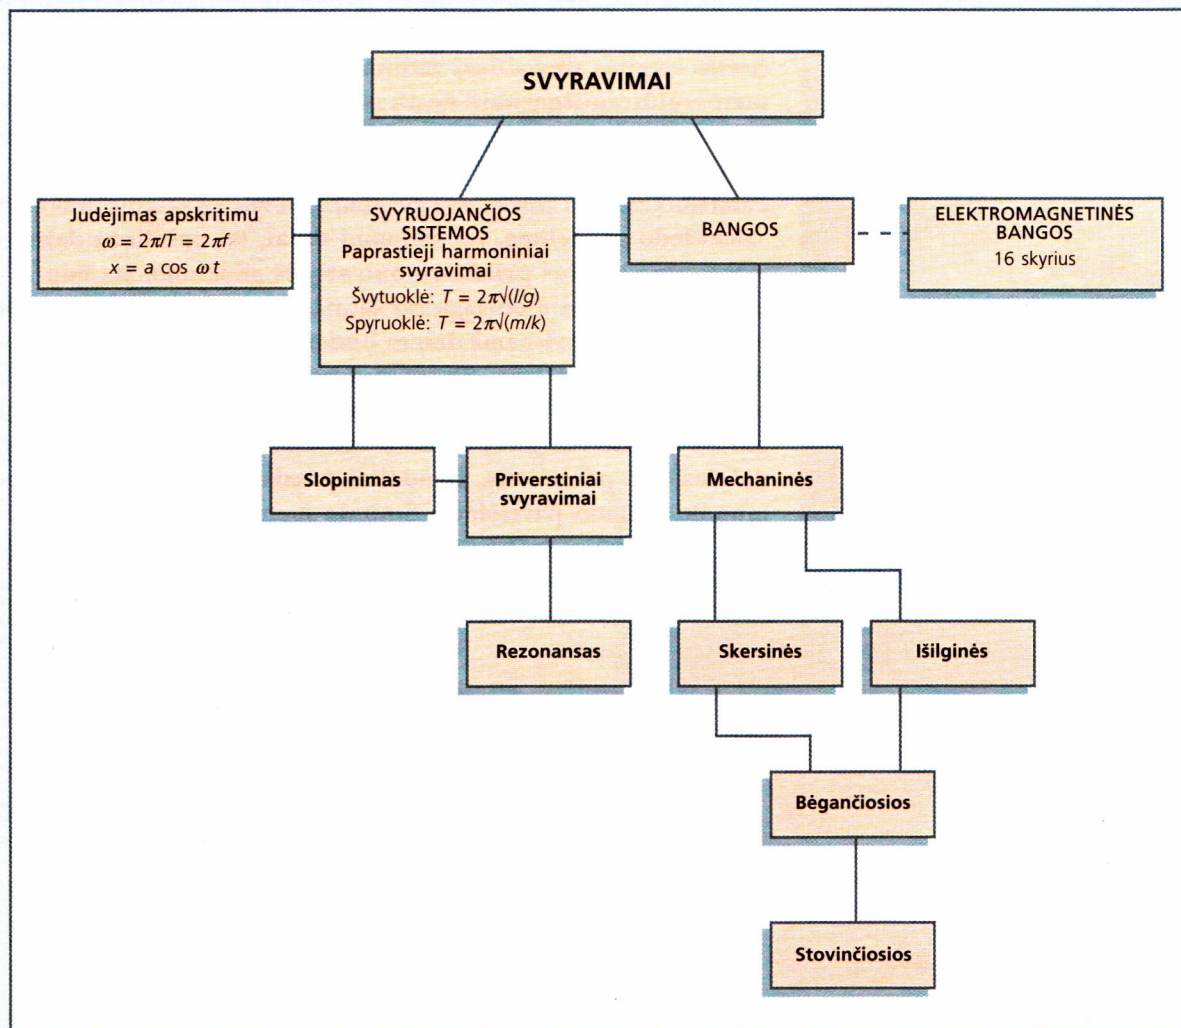 SVYRAVIMAI
Judėjimas apskritimu
ω = 2π/T = 2πf
x = a cos ω t
SVYRUOJANČIOS
SISTEMOS
Paprastieji harmoniniai
svyravimai
Švytuoklė: T = 2π√(l/g)
Spyruoklė: T = 2π√(m/k)
BANGOS
ELEKTROMAGNETINĖS
BANGOS
16 skyrius
Slopinimas
Priverstiniai
svyravimai
Mechaninės
Rezonansas
Skersinės
Išilginės
Bėgančiosios
Stovinčiosios